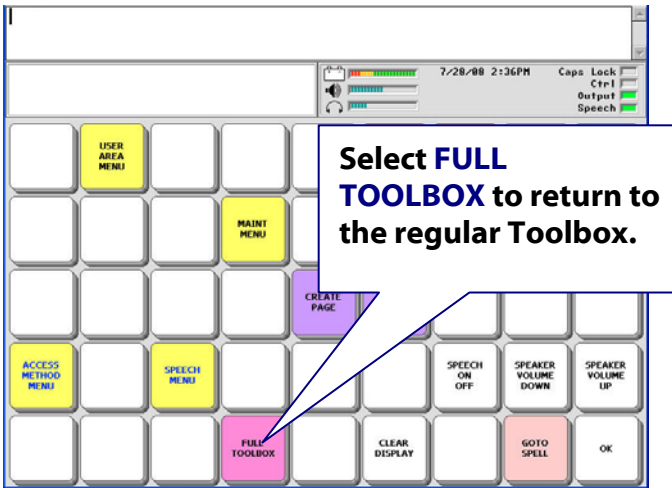 7/28/08 2:36PM
Caps Lock
Ctrl
Output
Speech
USER
AREA
MENU
Select FULL
TOOLBOX to return to
the regular Toolbox.
MAINT
MENU
CREATE
PAGE
ACCESS
METHOD
MENU
SPEECH
MENU
SPEECH
ON
OFF
SPEAKER
VOLUME
DOWN
SPEAKER
VOLUME
UP
FULL
TOOLBOX
CLEAR
DISPLAY
GOTO
SPELL
OK